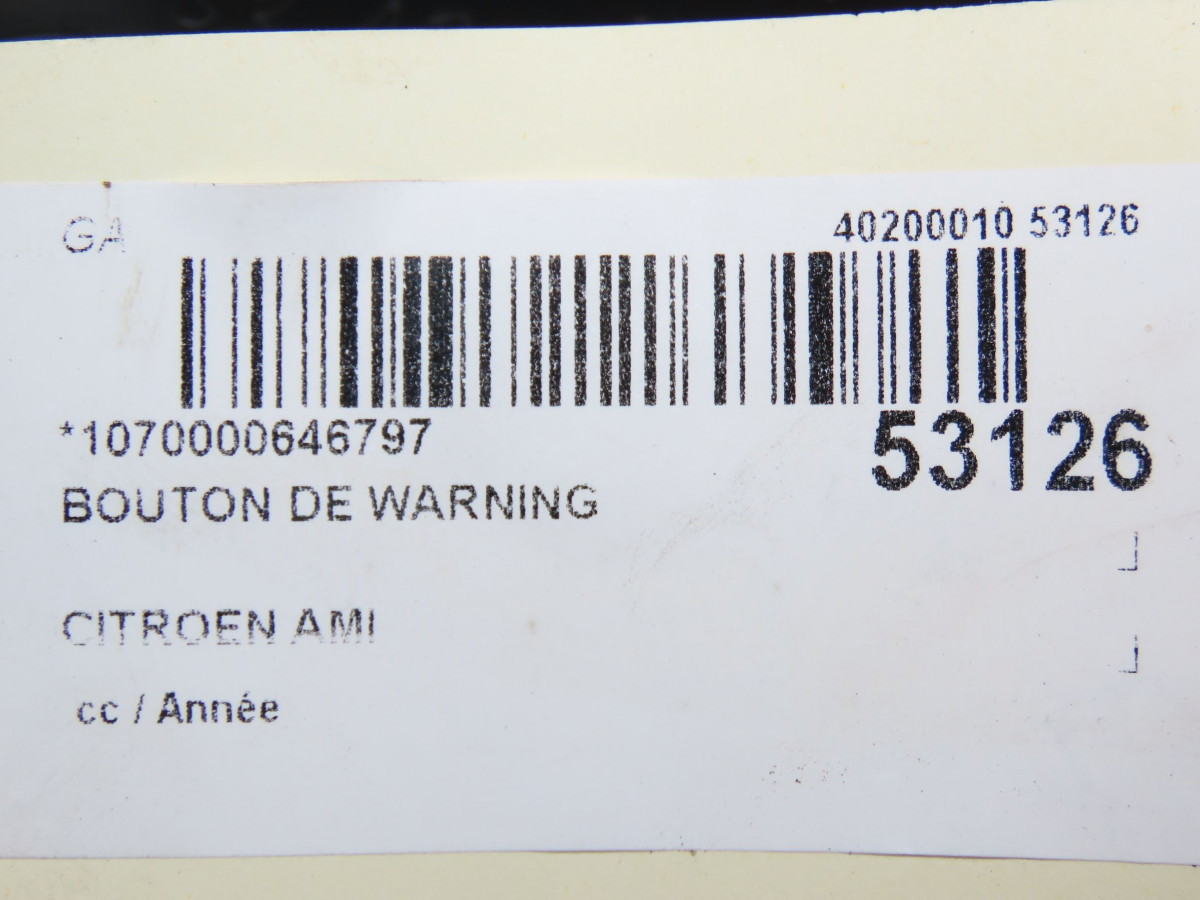 GA
40200010 53126
*1070000646797
53126
BOUTON DE WARNING
CITROEN AMI
cc / Année